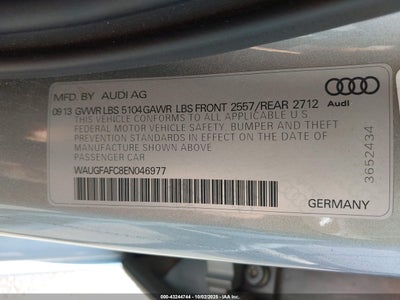 MFD. BY AUDI AG
09.13 GVWR LBS 5104 GAWR LBS FRONT 2557/REAR 2712
THIS VEHICLE CONFORMS TO ALL APPLICABLE U.S
FEDERAL MOTOR VEHICLE SAFETY, BUMPER AND THEFT
PREVENTION STANDARDS IN EFFECT ON THE DATE OF
MANUFACTURE SHOWN ABOVE.
PASSENGER CAR
WAUGFAFC8EN046977
Audi
3652434
GERMANY
000-43244744 - 10/02/2025 - IAA Inc.